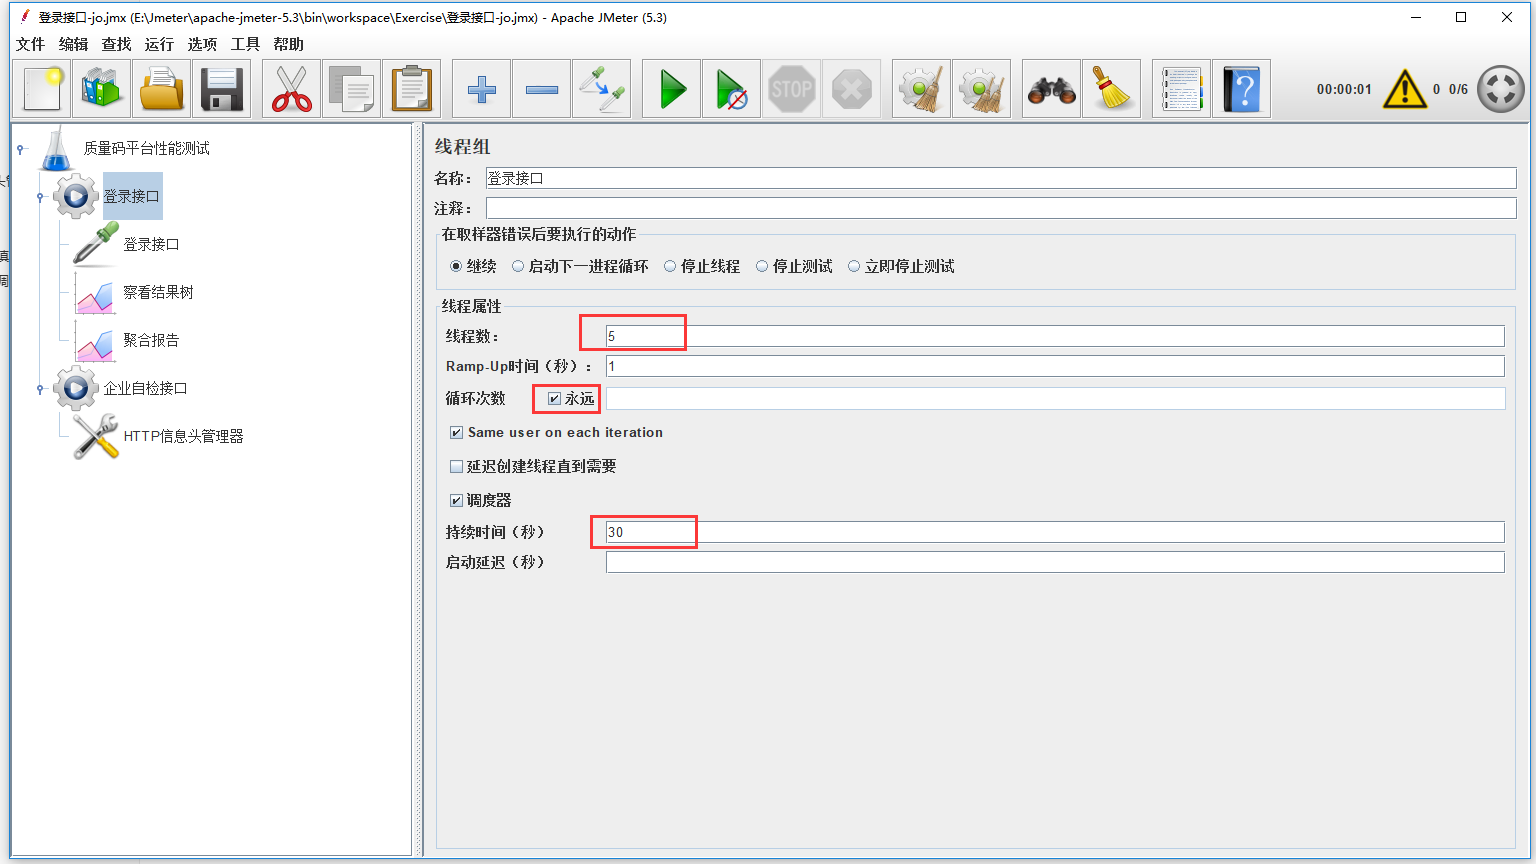 登录接口-jo.jmx (E:\Jmeter\apache-jmeter-5.3\bin\workspace\Exercise\登录接口-jo.jmx) - Apache JMeter (5.3)
文件 编辑 查找 运行 选项 工具 帮助
STOP
00:00:01 0 0/6
质量码平台性能测试
登录接口
登录接口
察看结果树
聚合报告
企业自检接口
HTTP信息头管理器
线程组
名称： 登录接口
注释：
在取样器错误后要执行的动作
继续 启动下一进程循环 停止线程 停止测试 立即停止测试
线程属性
线程数： 5
Ramp-Up时间（秒）： 1
循环次数 永远
Same user on each iteration
延迟创建线程直到需要
调度器
持续时间（秒） 30
启动延迟（秒）